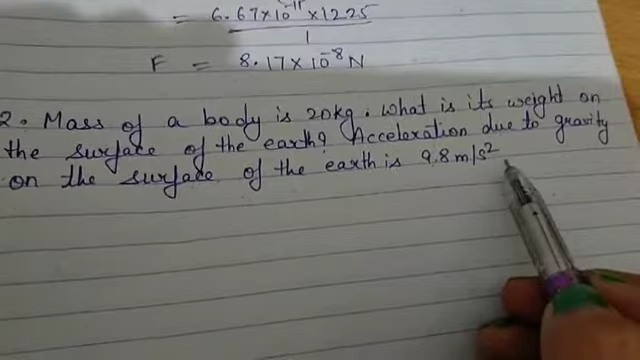 = 6.67×10⁻¹¹×1225
1
F = 8.17×10⁻⁸ N
2. Mass of a body is 20kg. What is its weight on
the surface of the earth? Acceleration due to gravity
on the surface of the earth is 9.8 m/s²